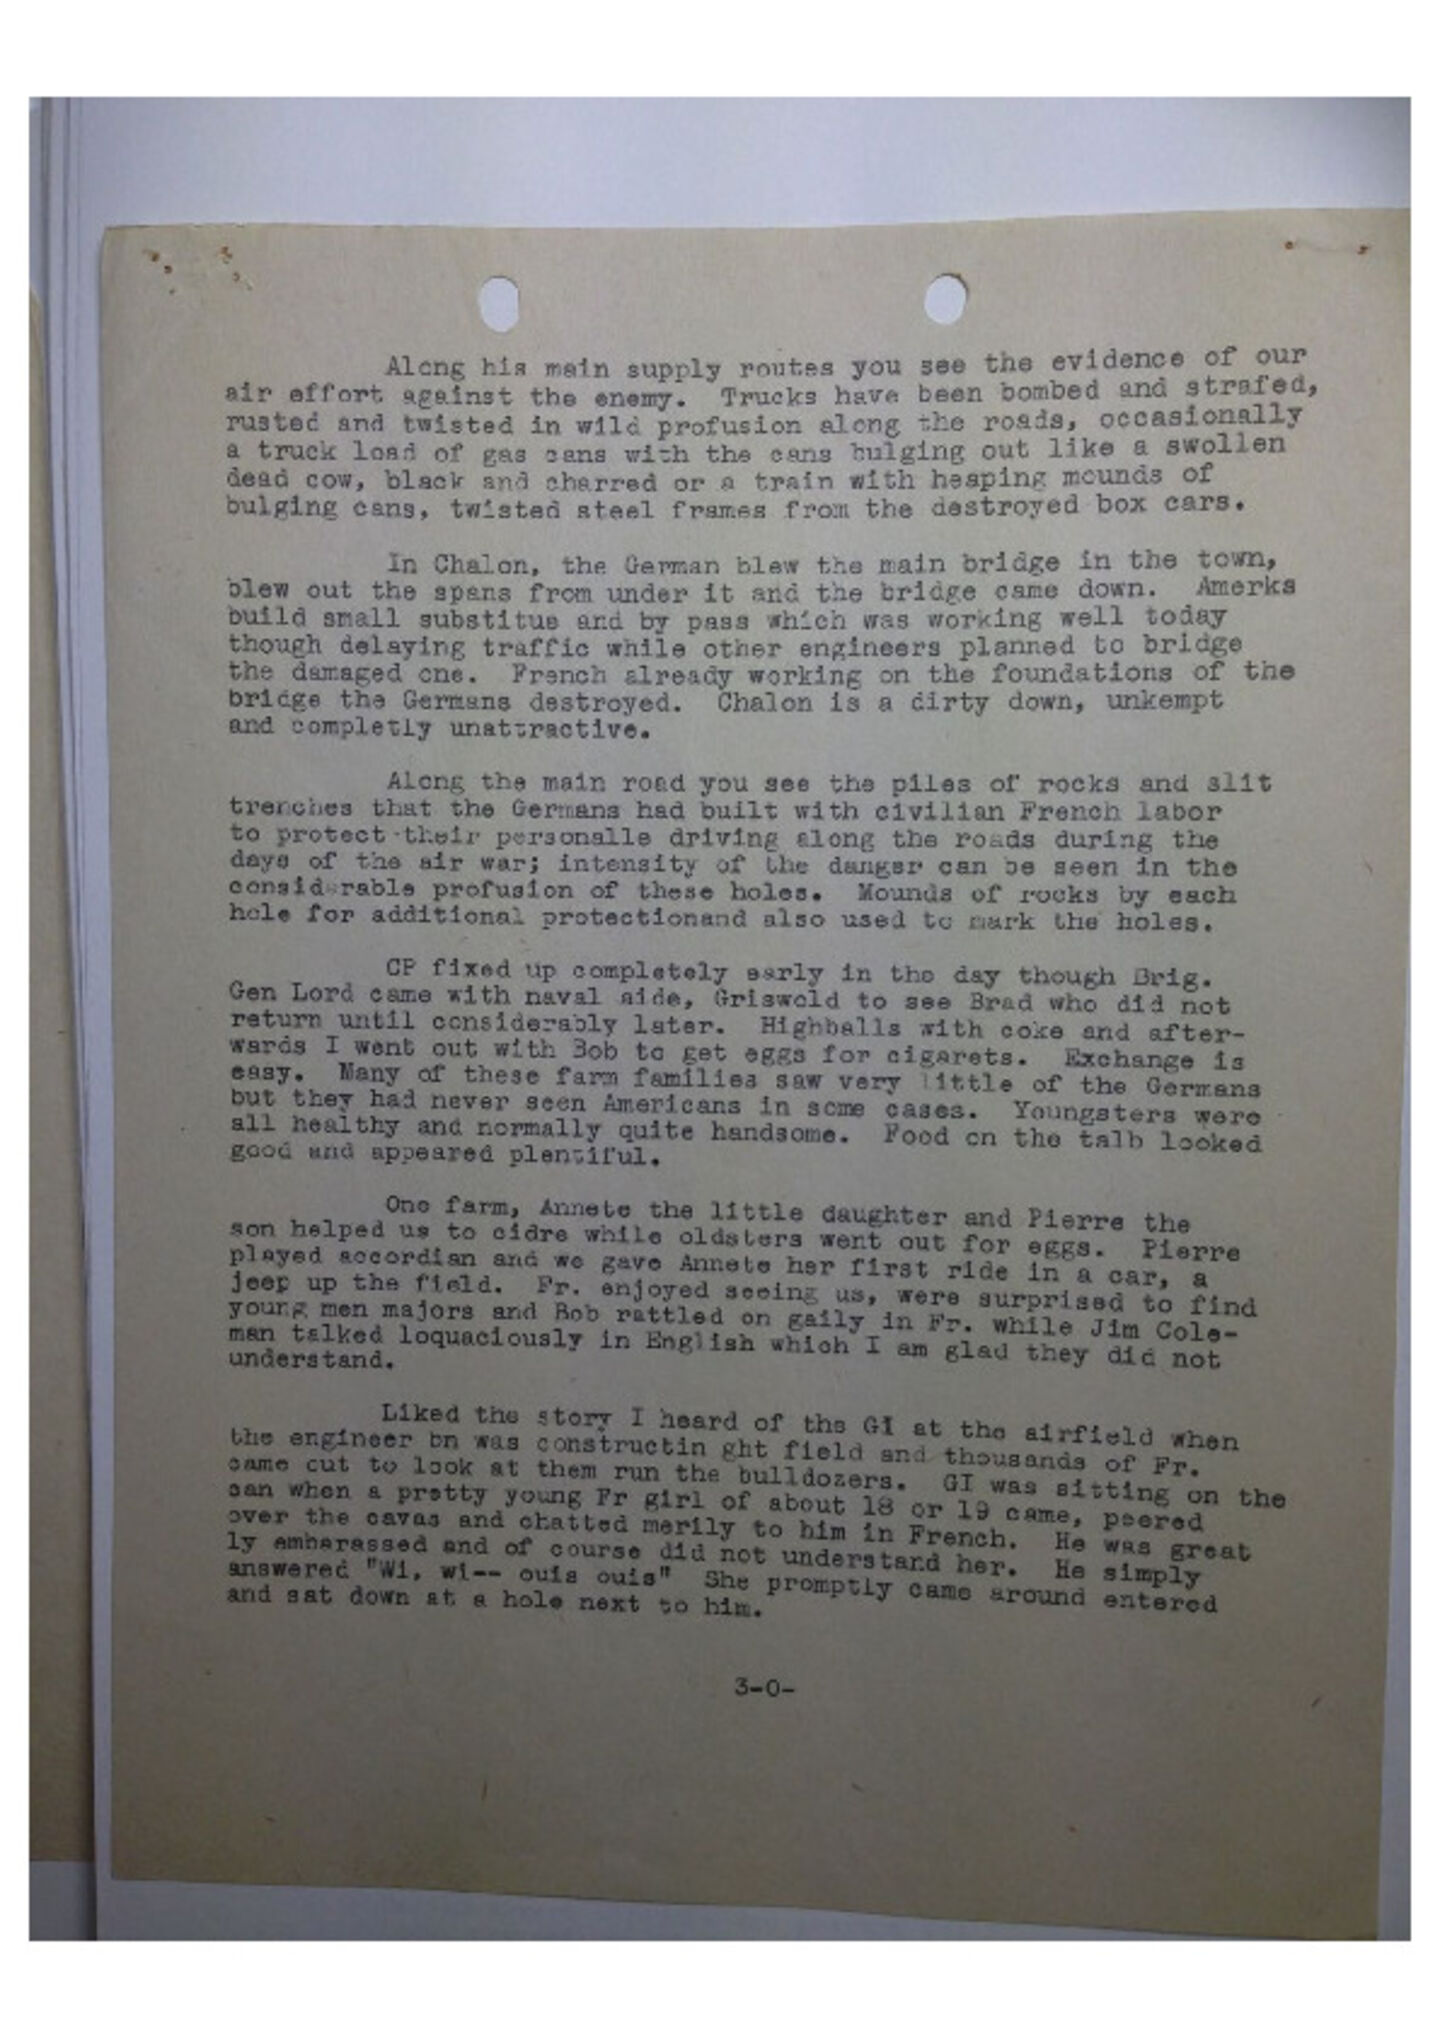 Along his main supply routes you see the evidence of our
air effort against the enemy. Trucks have been bombed and strafed,
rusted and twisted in wild profusion along the roads, occasionally
a truck load of gas cans with the cans bulging out like a swollen
dead cow, black and charred or a train with heaping mounds of
bulging cans, twisted steel frames from the destroyed box cars.
In Chalon, the German blew the main bridge in the town,
blew out the spans from under it and the bridge came down. Amerks
build small substitue and by pass which was working well today
though delaying traffic while other engineers planned to bridge
the damaged one. French already working on the foundations of the
bridge the Germans destroyed. Chalon is a dirty down, unkempt
and completly unattractive.
Along the main road you see the piles of rocks and slit
trenches that the Germans had built with civilian French labor
to protect their personalle driving along the roads during the
days of the air war; intensity of the danger can be seen in the
considerable profusion of these holes. Mounds of rocks by each
hole for additional protectionand also used to mark the holes.
CP fixed up completely early in the day though Brig.
Gen Lord came with naval aide, Griswold to see Brad who did not
return until considerably later. Highballs with coke and after-
wards I went out with Bob to get eggs for cigarets. Exchange is
easy. Many of these farm families saw very little of the Germans
but they had never seen Americans in some cases. Youngsters were
all healthy and normally quite handsome. Food on the talb looked
good and appeared plentiful.
One farm, Annete the little daughter and Pierre the
son helped us to cidre while oldsters went out for eggs. Pierre
played accordian and we gave Annete her first ride in a car, a
jeep up the field. Fr. enjoyed seeing us, were surprised to find
young men majors and Bob rattled on gaily in Fr. while Jim Cole-
man talked loquaciously in English which I am glad they did not
understand.
Liked the story I heard of the GI at the airfield when
the engineer bn was constructin ght field and thousands of Fr.
came out to look at them run the bulldozers. GI was sitting on the
can when a pretty young Fr girl of about 18 or 19 came, peered
over the cavas and chatted merily to him in French. He was great
ly embarassed and of course did not understand her. He simply
answered "Wi, wi-- ouis ouis" She promptly came around entered
and sat down at a hole next to him.
3-0-